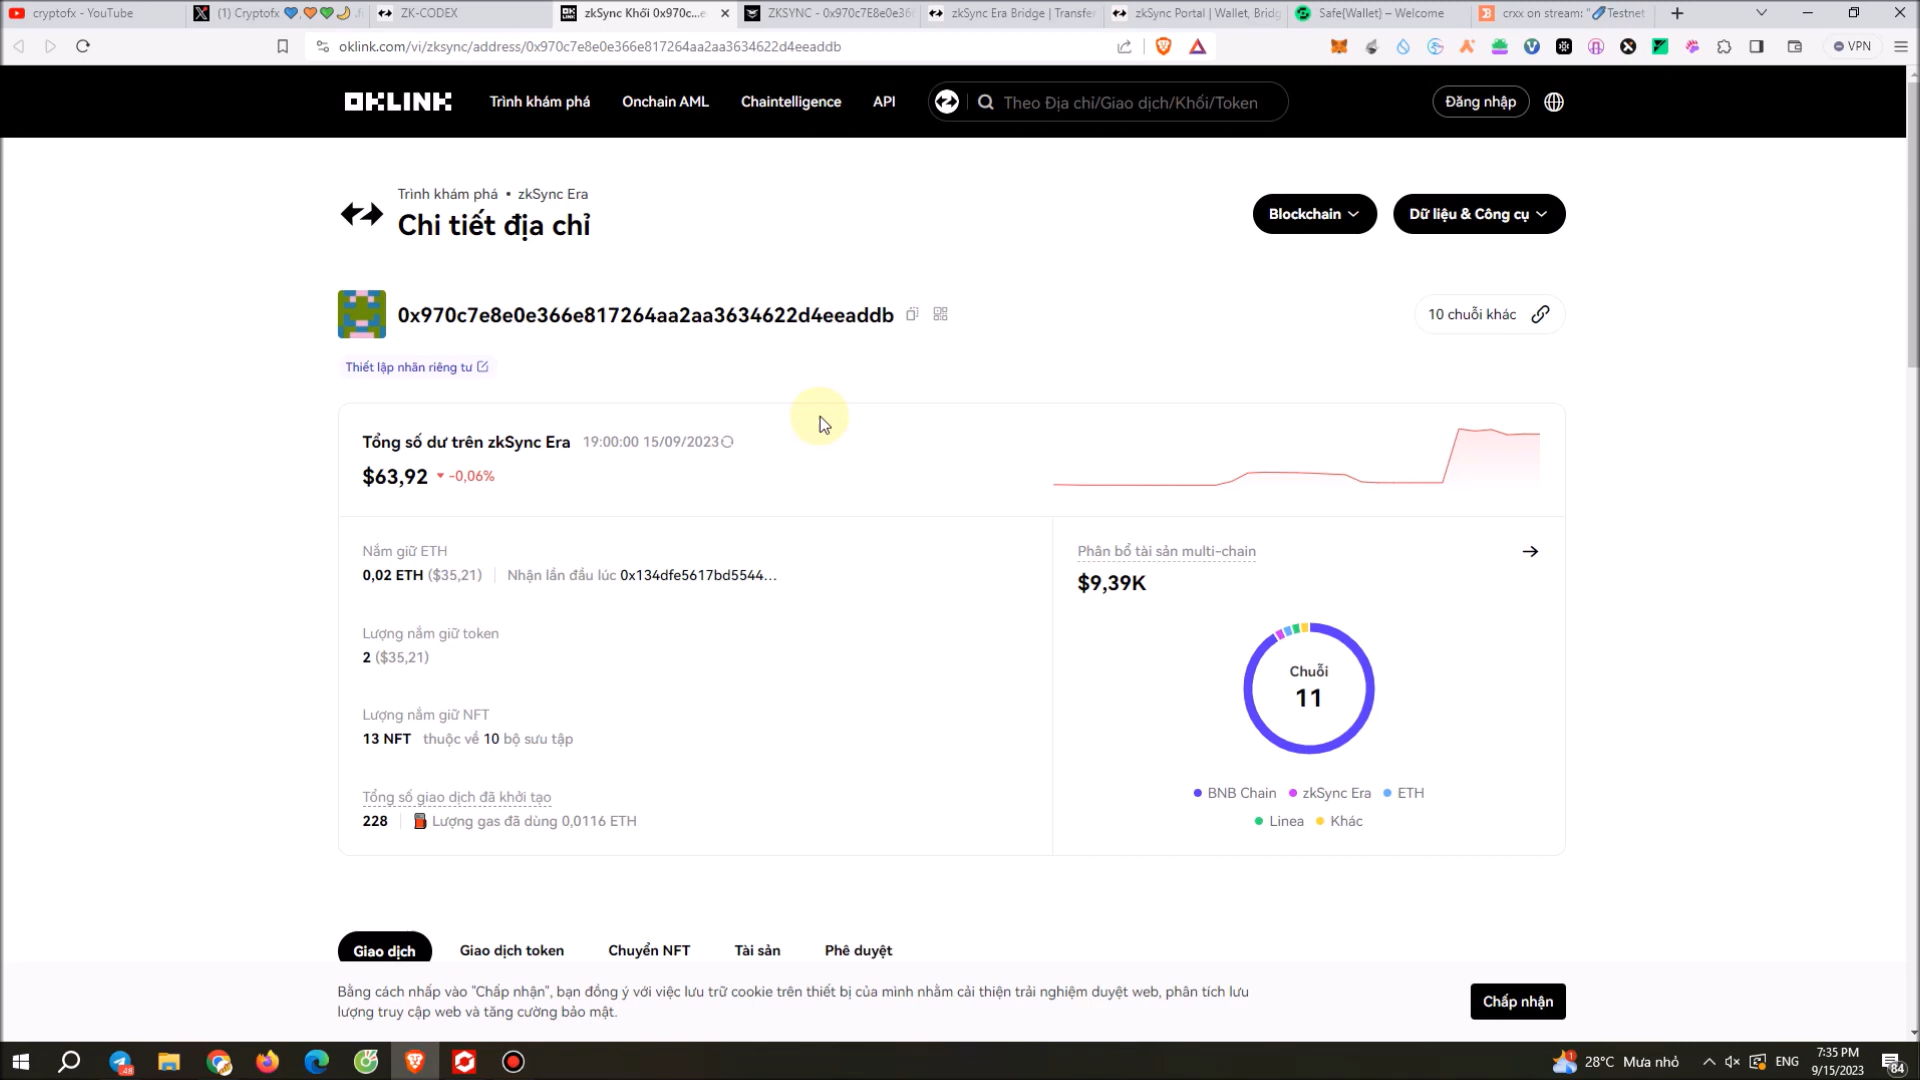 cryptofx - YouTube
(1) Cryptofx
ZK-CODEX
zkSync Khối 0x970c...e
ZKSYNC - 0x970c7E8e0e36
zkSync Era Bridge | Transfer
zkSync Portal | Wallet, Bridg
Safe{Wallet} – Welcome
crxx on stream: "Testnet
oklink.com/vi/zksync/address/0x970c7e8e0e366e817264aa2aa3634622d4eeaddb
VPN
OKLINK
Trình khám phá
Onchain AML
Chaintelligence
API
Theo Địa chỉ/Giao dịch/Khối/Token
Đăng nhập
Trình khám phá • zkSync Era
Chi tiết địa chỉ
Blockchain
Dữ liệu & Công cụ
0x970c7e8e0e366e817264aa2aa3634622d4eeaddb
10 chuỗi khác
Thiết lập nhãn riêng tư
Tổng số dư trên zkSync Era 19:00:00 15/09/2023
$63,92 -0,06%
Nắm giữ ETH
0,02 ETH ($35,21) Nhận lần đầu lúc 0x134dfe5617bd5544...
Lượng nắm giữ token
2 ($35,21)
Lượng nắm giữ NFT
13 NFT thuộc về 10 bộ sưu tập
Tổng số giao dịch đã khởi tạo
228 Lượng gas đã dùng 0,0116 ETH
Phân bổ tài sản multi-chain
$9,39K
Chuỗi
11
BNB Chain zkSync Era ETH
Linea Khác
Giao dịch
Giao dịch token
Chuyển NFT
Tài sản
Phê duyệt
Bằng cách nhấp vào "Chấp nhận", bạn đồng ý với việc lưu trữ cookie trên thiết bị của mình nhằm cải thiện trải nghiệm duyệt web, phân tích lưu
lượng truy cập web và tăng cường bảo mật.
Chấp nhận
28°C Mưa nhỏ
ENG
7:35 PM
9/15/2023
84